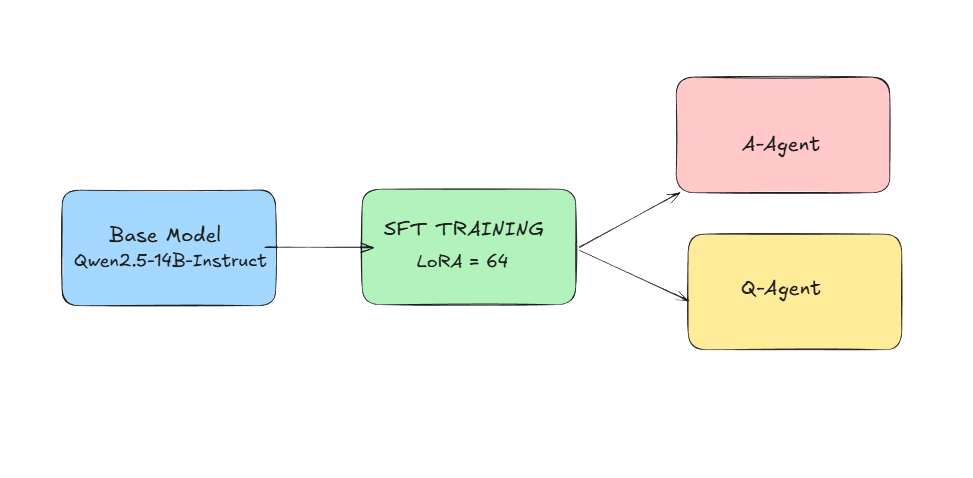 Base Model
Qwen2.5-14B-Instruct
SFT TRAINING
LoRA = 64
A-Agent
Q-Agent